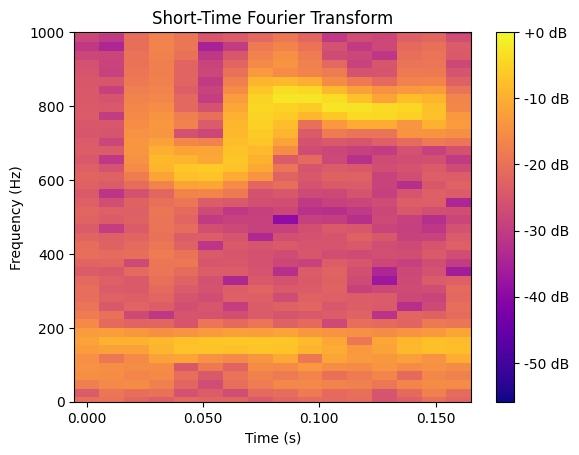 Short-Time Fourier Transform
1000
800
600
400
200
0
Frequency (Hz)
0.000
0.050
0.100
0.150
Time (s)
+0 dB
-10 dB
-20 dB
-30 dB
-40 dB
-50 dB